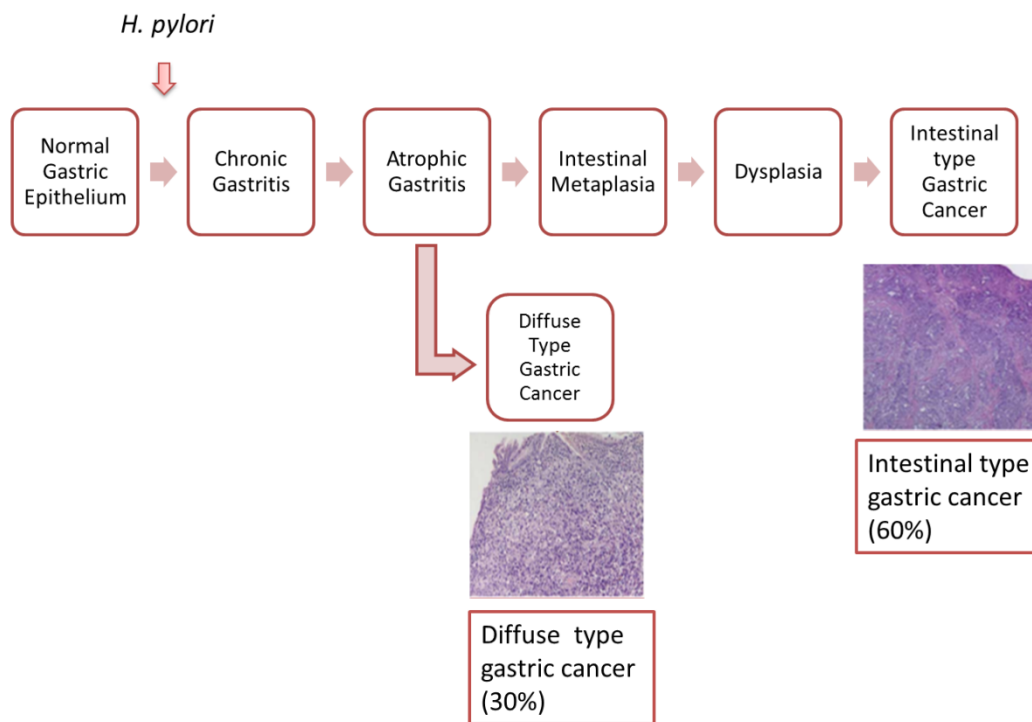 H. pylori
Normal
Gastric
Epithelium
Chronic
Gastritis
Atrophic
Gastritis
Intestinal
Metaplasia
Dysplasia
Intestinal
type
Gastric
Cancer
Diffuse
Type
Gastric
Cancer
Intestinal type
gastric cancer
(60%)
Diffuse type
gastric cancer
(30%)